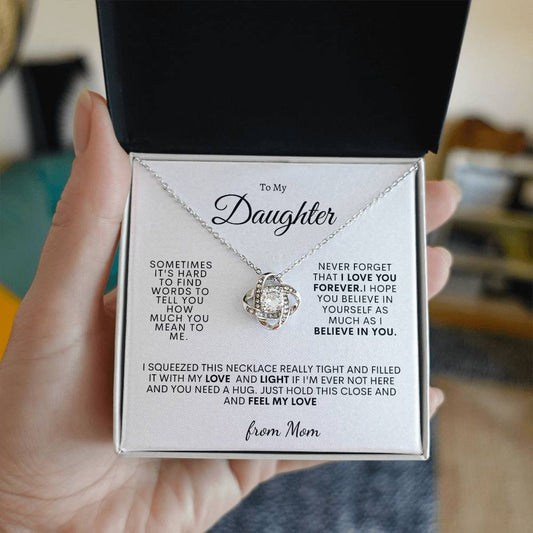 To My
Daughter
SOMETIMES
IT'S HARD
TO FIND
WORDS TO
TELL YOU
HOW
MUCH YOU
MEAN TO
ME.
NEVER FORGET
THAT I LOVE YOU
FOREVER.I HOPE
YOU BELIEVE IN
YOURSELF AS
MUCH AS I
BELIEVE IN YOU.
I SQUEEZED THIS NECKLACE REALLY TIGHT AND FILLED
IT WITH MY LOVE AND LIGHT IF I'M EVER NOT HERE
AND YOU NEED A HUG. JUST HOLD THIS CLOSE AND
AND FEEL MY LOVE
from Mom